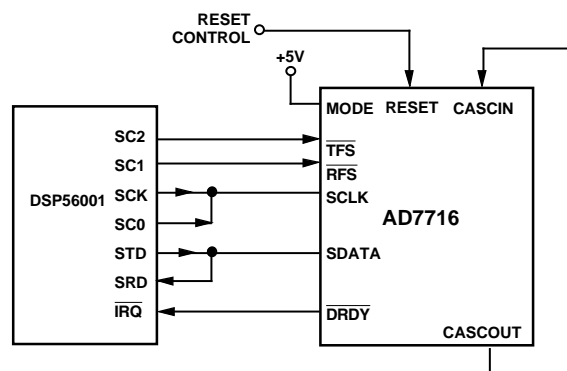 RESET
CONTROL
+5V
MODE RESET CASCIN
SC2
TFS
SC1
RFS
SCK
SCLK
DSP56001
SC0
AD7716
STD
SDATA
SRD
IRQ
DRDY
CASCOUT